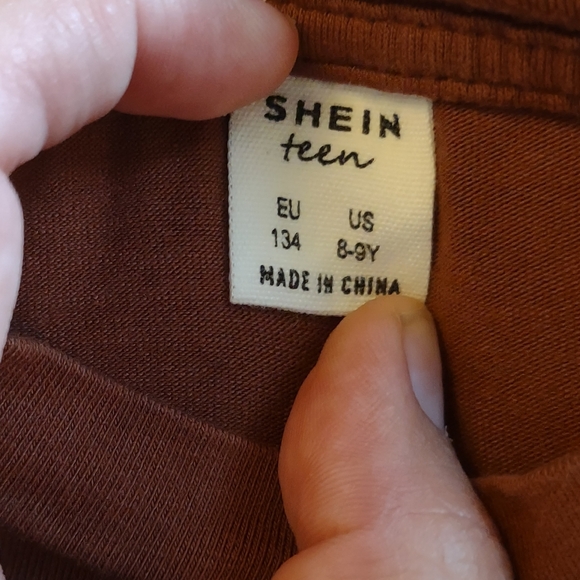 SHEIN
teen
EU US
134 8-9Y
MADE IN CHINA